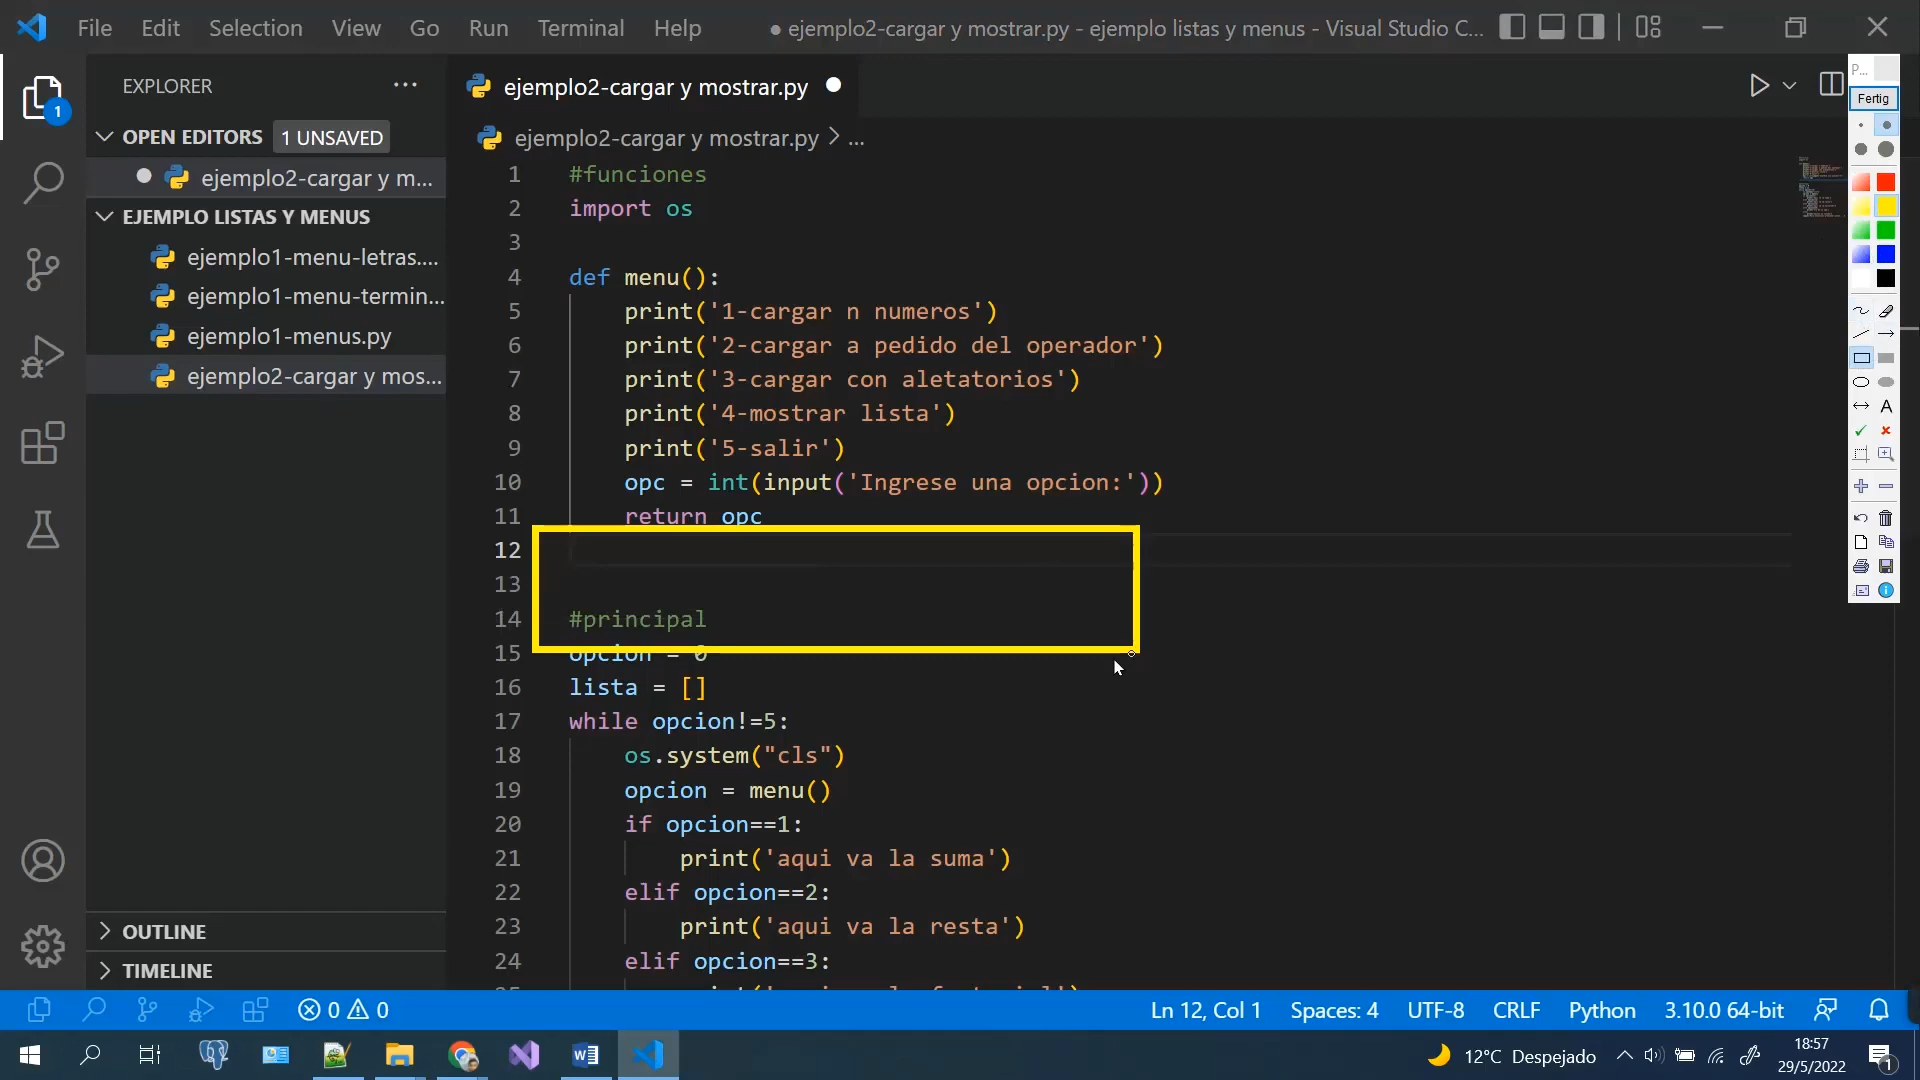 File Edit Selection View Go Run Terminal Help
● ejemplo2-cargar y mostrar.py - ejemplo listas y menus - Visual Studio C...
EXPLORER ...
OPEN EDITORS 1 UNSAVED
ejemplo2-cargar y m...
EJEMPLO LISTAS Y MENUS
ejemplo1-menu-letras....
ejemplo1-menu-termin...
ejemplo1-menus.py
ejemplo2-cargar y mos...
OUTLINE
TIMELINE
1
ejemplo2-cargar y mostrar.py
ejemplo2-cargar y mostrar.py > ...
1 #funciones
2 import os
3
4 def menu():
5 print('1-cargar n numeros')
6 print('2-cargar a pedido del operador')
7 print('3-cargar con aletatorios')
8 print('4-mostrar lista')
9 print('5-salir')
10 opc = int(input('Ingrese una opcion:'))
11 return opc
12
13
14 #principal
15 opcion = 0
16 lista = []
17 while opcion!=5:
18 os.system("cls")
19 opcion = menu()
20 if opcion==1:
21 print('aqui va la suma')
22 elif opcion==2:
23 print('aqui va la resta')
24 elif opcion==3:
P...
Fertig
A
0 0
Ln 12, Col 1 Spaces: 4 UTF-8 CRLF Python 3.10.0 64-bit
12°C Despejado
18:57
29/5/2022
1